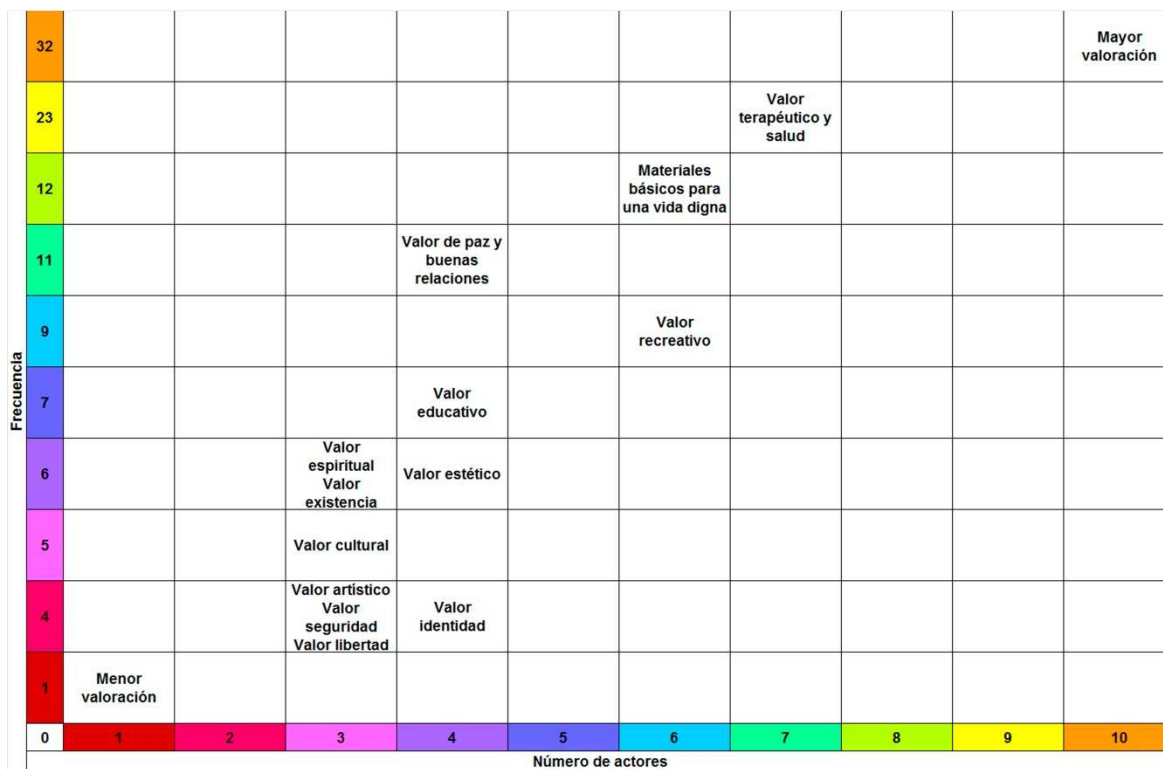 32
Mayor
valoración
23
Valor
terapéutico y
salud
12
Materiales
básicos para
una vida digna
11
Valor de paz y
buenas
relaciones
9
Valor
recreativo
7
Valor
educativo
6
Valor
espiritual
Valor
existencia
Valor estético
5
Valor cultural
4
Valor artístico
Valor
seguridad
Valor libertad
Valor
identidad
1
Menor
valoración
Frecuencia
0 1 2 3 4 5 6 7 8 9 10
Número de actores